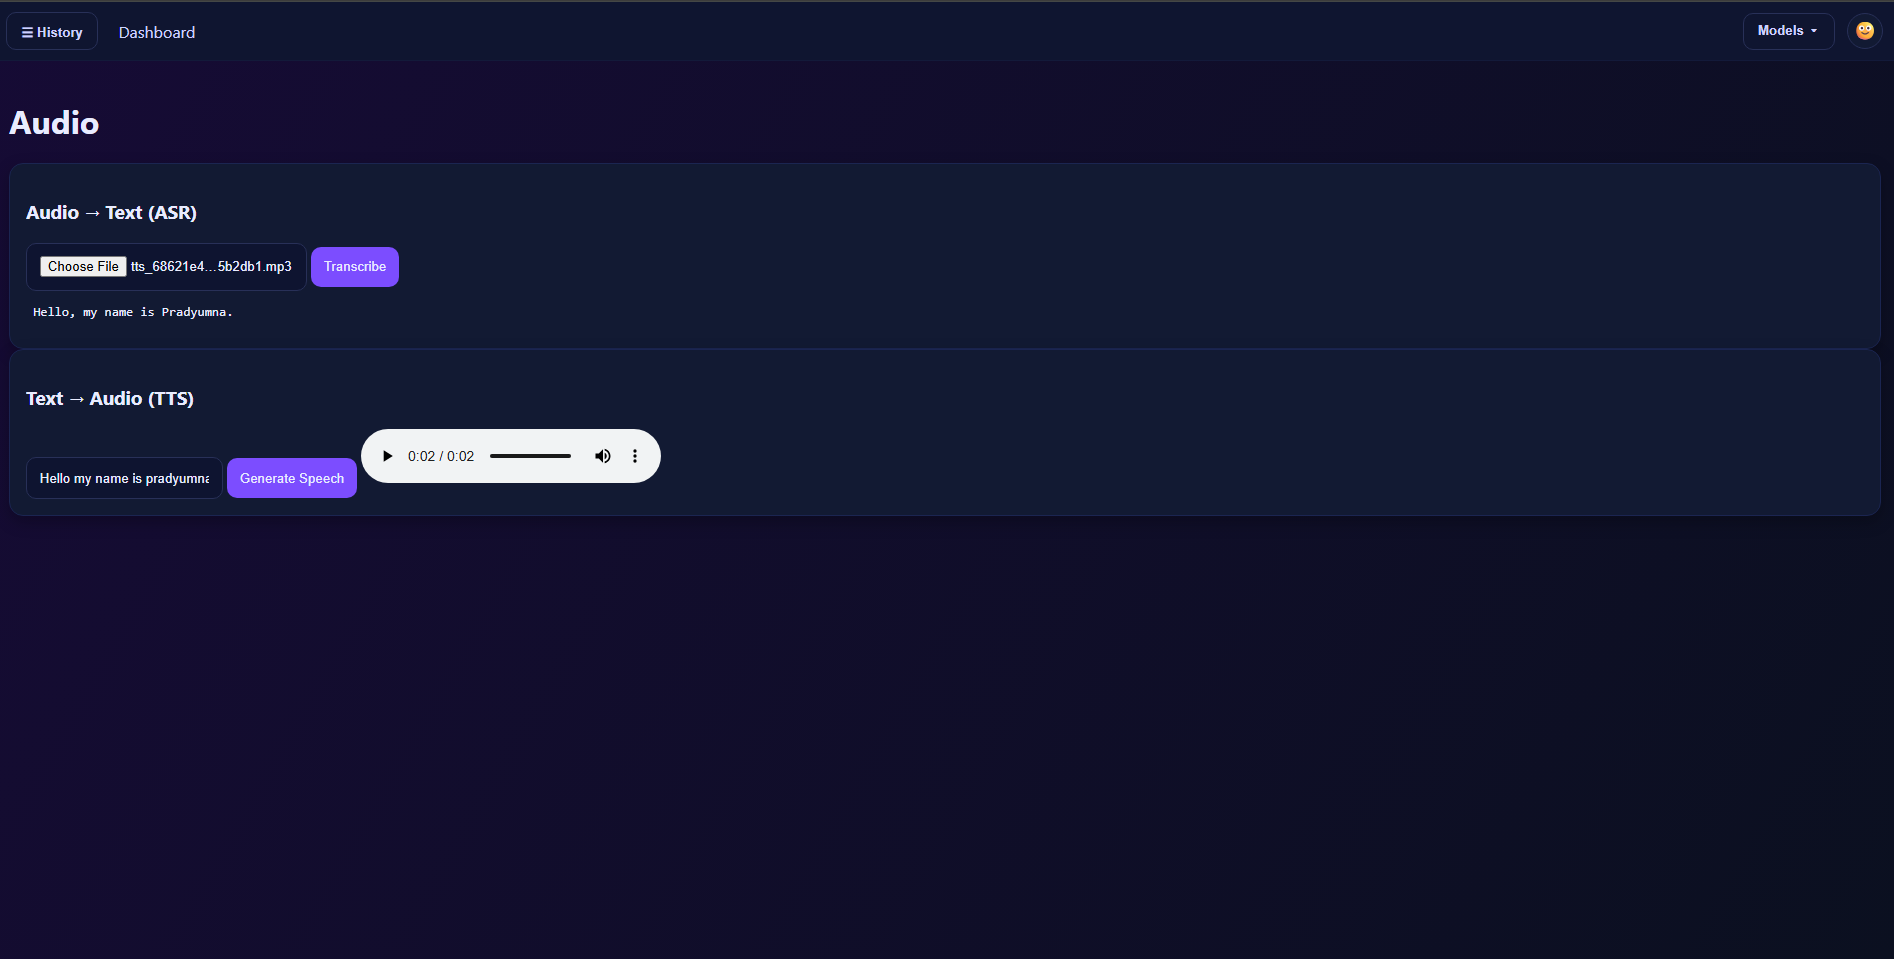 ☰ History Dashboard Models
Audio
Audio → Text (ASR)
Choose File tts_68621e4...5b2db1.mp3 Transcribe
Hello, my name is Pradyumna.
Text → Audio (TTS)
0:02 / 0:02
Hello my name is pradyumna Generate Speech